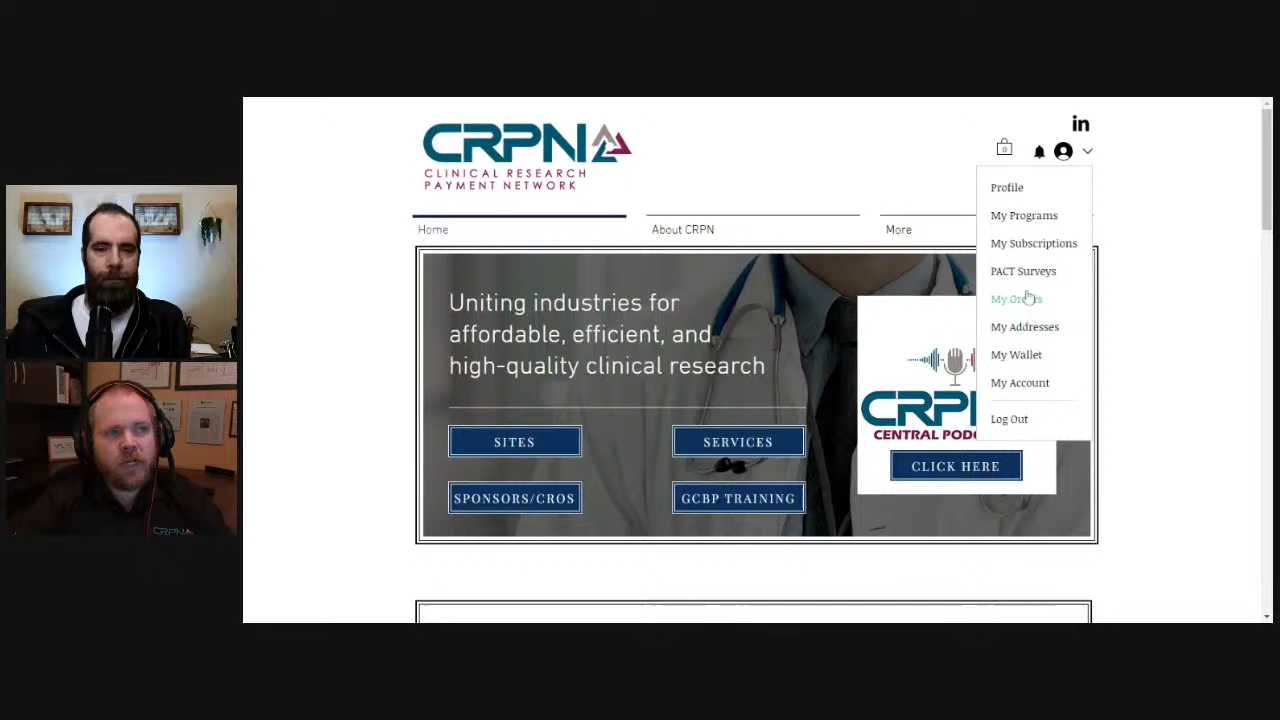 CRPN
CLINICAL RESEARCH
PAYMENT NETWORK
in
0
Home
About CRPN
More
Profile
My Programs
My Subscriptions
PACT Surveys
My Addresses
My Wallet
My Account
Log Out
Uniting industries for
affordable, efficient, and
high-quality clinical research
SITES
SERVICES
SPONSORS/CROS
GCBP TRAINING
CENTRAL
CLICK HERE
CRPN